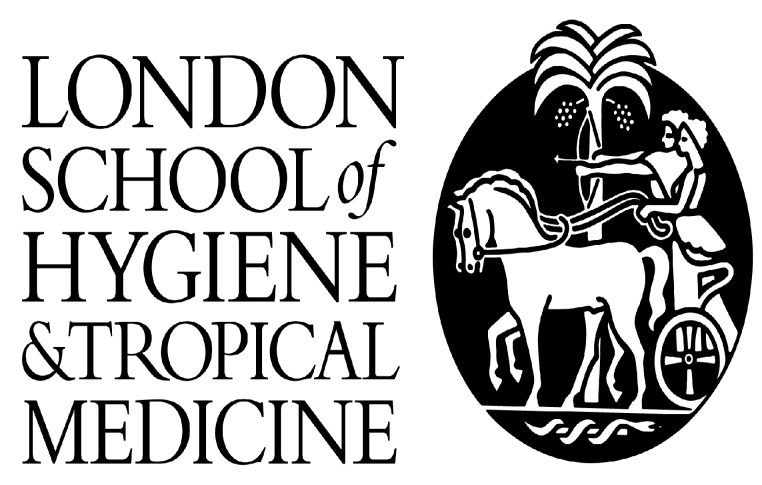 LONDON
SCHOOL of
HYGIENE
& TROPICAL
MEDICINE